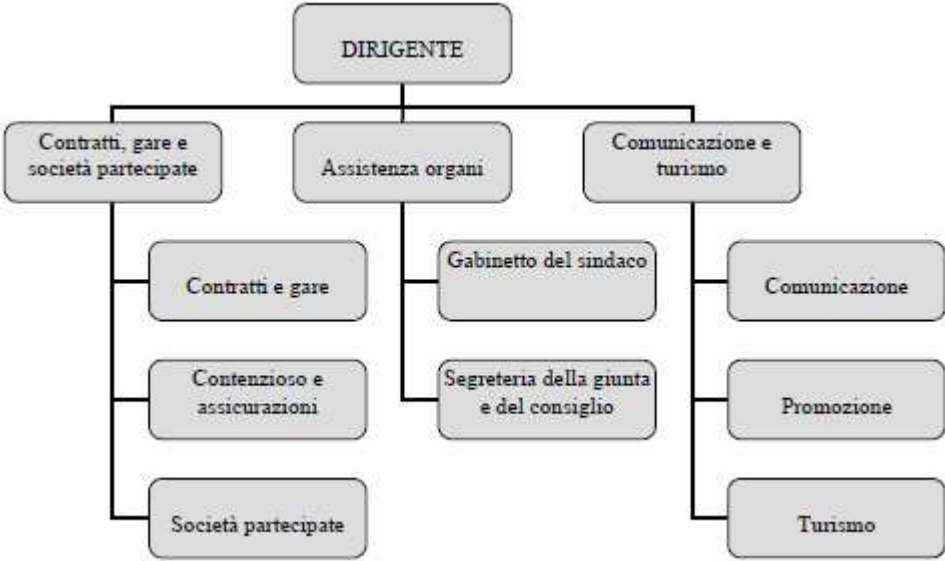 DIRIGENTE
Contratti, gare e
società partecipate
Assistenza organi
Comunicazione e
turismo
Contratti e gare
Gabinetto del sindaco
Comunicazione
Contenzioso e
assicurazioni
Segreteria della giunta
e del consiglio
Promozione
Società partecipate
Turismo